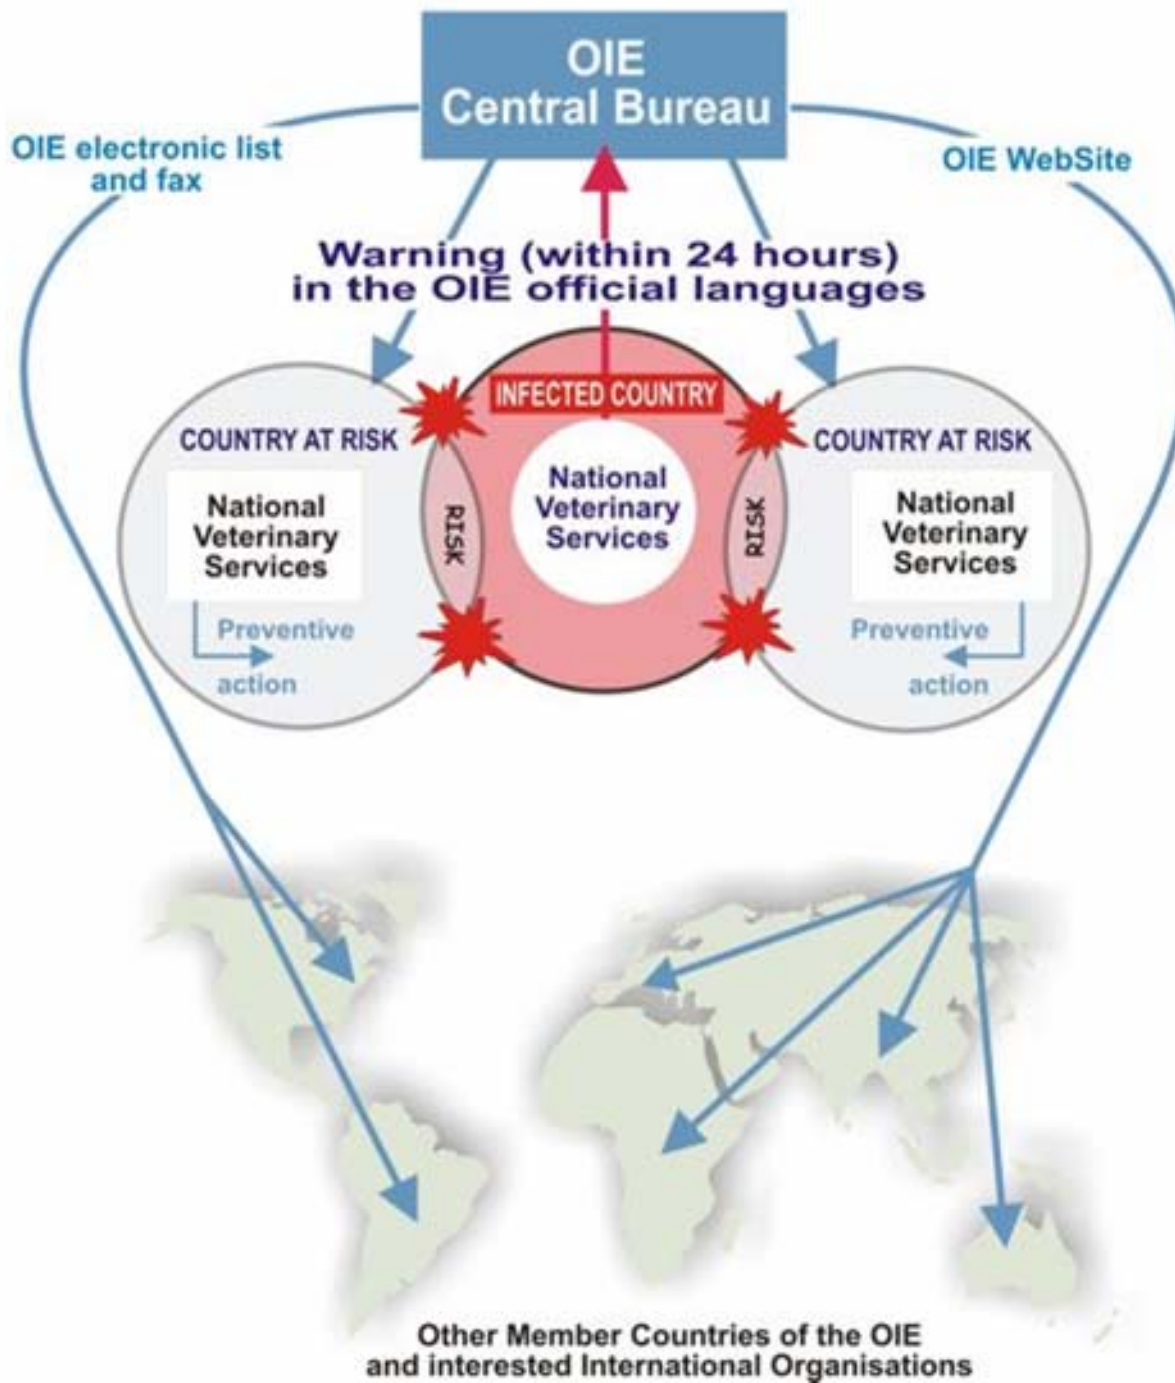 OIE
Central Bureau
OIE electronic list
and fax
OIE WebSite
Warning (within 24 hours)
in the OIE official languages
INFECTED COUNTRY
COUNTRY AT RISK
National
Veterinary
Services
Preventive
action
RISK
National
Veterinary
Services
RISK
COUNTRY AT RISK
National
Veterinary
Services
Preventive
action
Other Member Countries of the OIE
and interested International Organisations